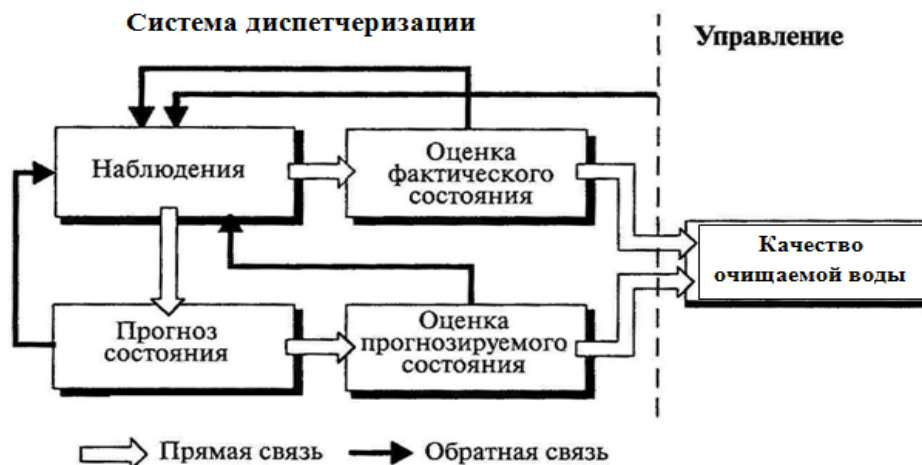 Система диспетчеризации
Управление
Наблюдения
Оценка
фактического
состояния
Качество
очищаемой воды
Прогноз
состояния
Оценка
прогнозируемого
состояния
Прямая связь
Обратная связь